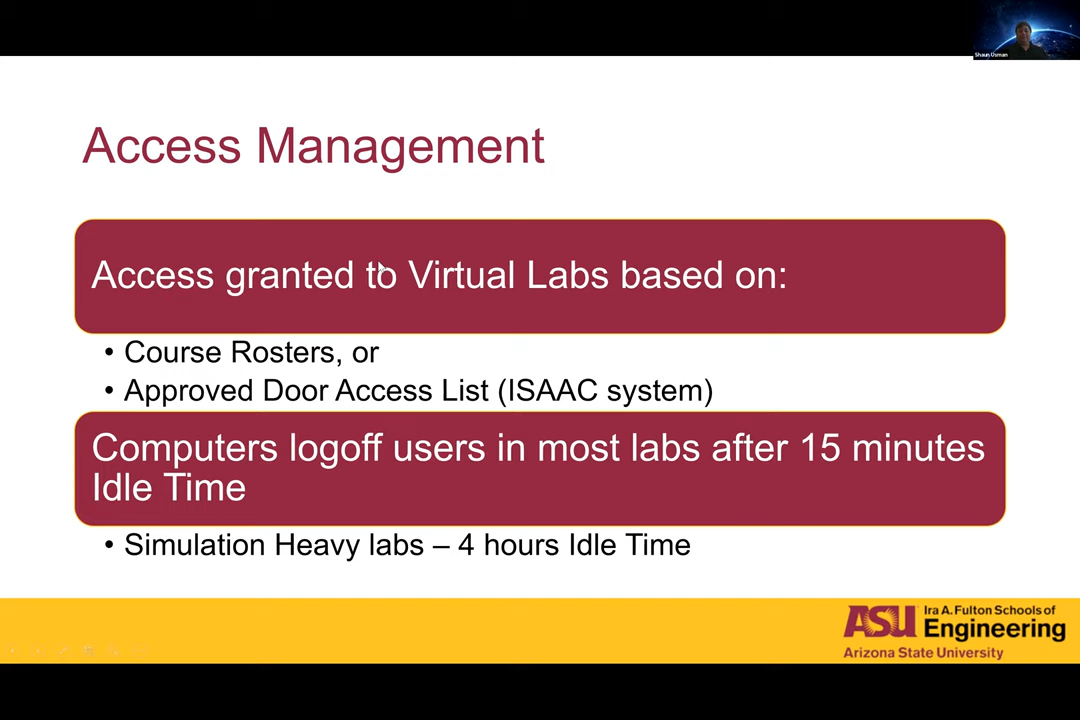 Shaun Usman
Access Management
Access granted to Virtual Labs based on:
• Course Rosters, or
• Approved Door Access List (ISAAC system)
Computers logoff users in most labs after 15 minutes
Idle Time
• Simulation Heavy labs – 4 hours Idle Time
ASU Ira A. Fulton Schools of
Engineering
Arizona State University